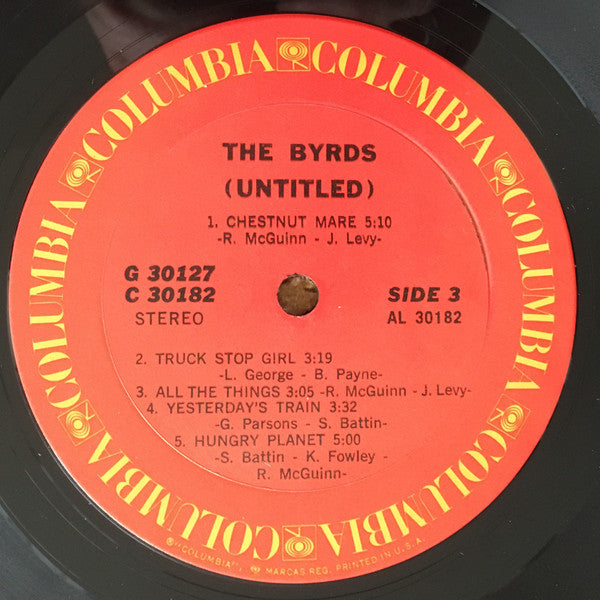 COLUMBIA COLUMBIA COLUMBIA COLUMBIA COLUMBIA COLUMBIA COLUMBIA COLUMBIA
THE BYRDS
(UNTITLED)
1. CHESTNUT MARE 5:10
-R. McGuinn - J. Levy-
G 30127
C 30182 SIDE 3
STEREO AL 30182
2. TRUCK STOP GIRL 3:19
-L. George - B. Payne-
3. ALL THE THINGS 3:05 -R. McGuinn - J. Levy-
4. YESTERDAY'S TRAIN 3:32
-G. Parsons - S. Battin-
5. HUNGRY PLANET 5:00
-S. Battin - K. Fowley -
R. McGuinn-
"COLUMBIA", MARCAS REG. PRINTED IN U.S.A.